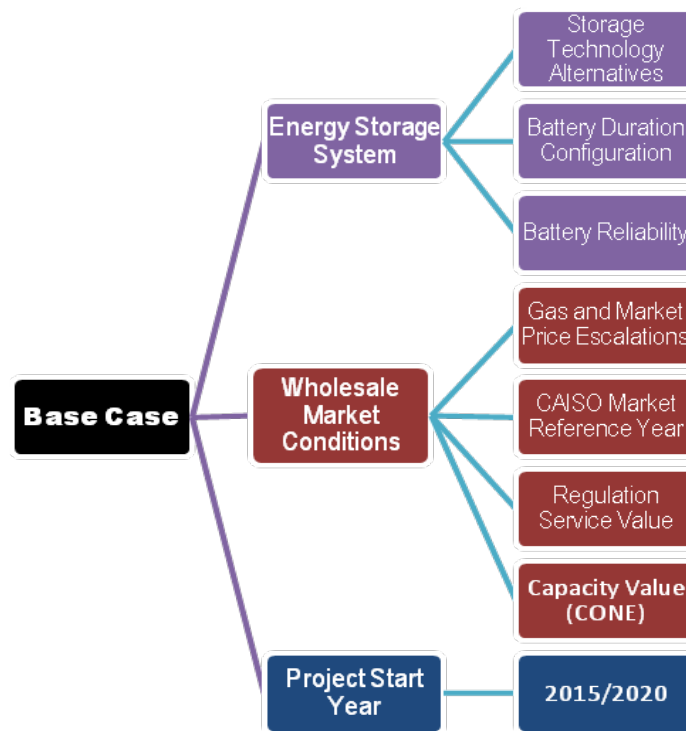 Storage
Technology
Alternatives
Energy Storage
System
Battery Duration
Configuration
Battery Reliability
Gas and Market
Price Escalations
Base Case
Wholesale
Market
Conditions
CAISO Market
Reference Year
Regulation
Service Value
Capacity Value
(CONE)
Project Start
Year
2015/2020